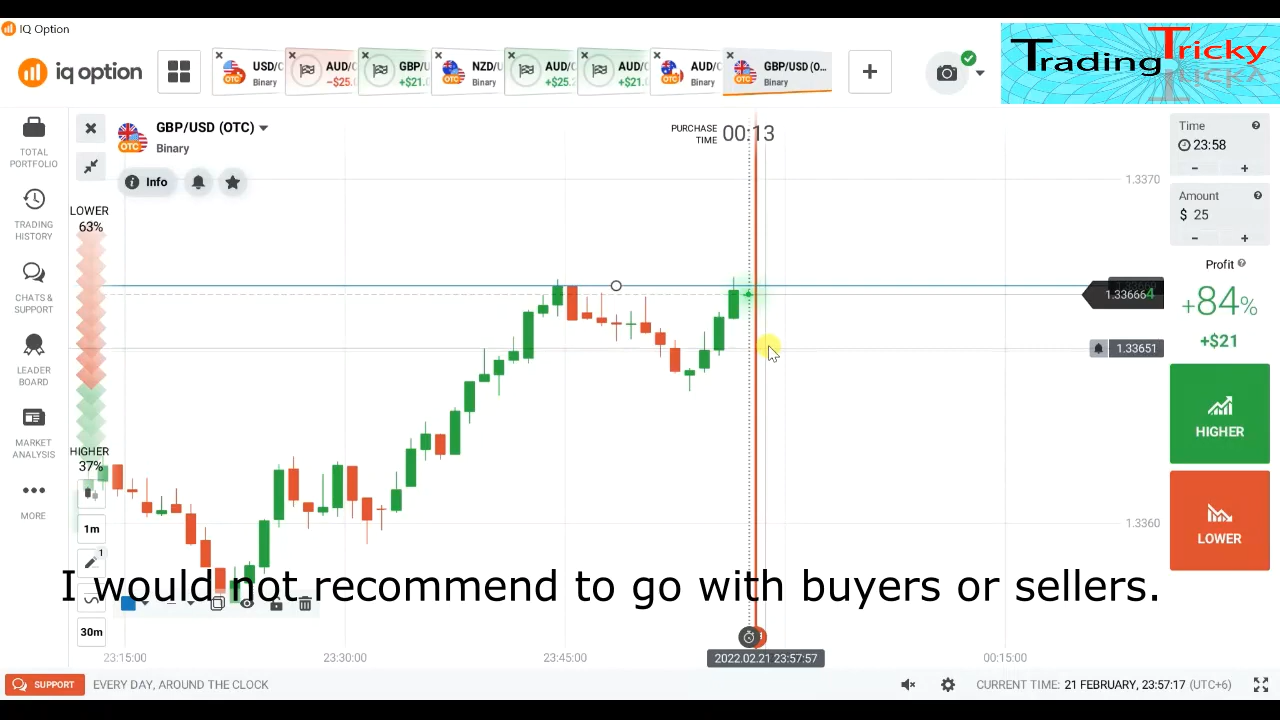 IQ Option
iq option
USD/C
Binary
AUD/
−$25.
GBP/
+$21.
NZD/U
Binary
AUD/
+$25.
AUD/
+$21.
AUD/
Binary
GBP/USD (O...
Binary
Trading Tricky
TOTAL
PORTFOLIO
TRADING
HISTORY
CHATS &
SUPPORT
LEADER
BOARD
MARKET
ANALYSIS
MORE
GBP/USD (OTC)
OTC
Binary
Info
LOWER
63%
HIGHER
37%
1m
1
30m
PURCHASE
TIME
00:13
1.3370
1.336664
1.33651
1.3360
Time
23:58
Amount
$ 25
Profit
+84%
+$21
HIGHER
LOWER
I would not recommend to go with buyers or sellers.
23:15:00
23:30:00
23:45:00
2022.02.21 23:57:57
00:15:00
SUPPORT
EVERY DAY, AROUND THE CLOCK
CURRENT TIME: 21 FEBRUARY, 23:57:17 (UTC+6)